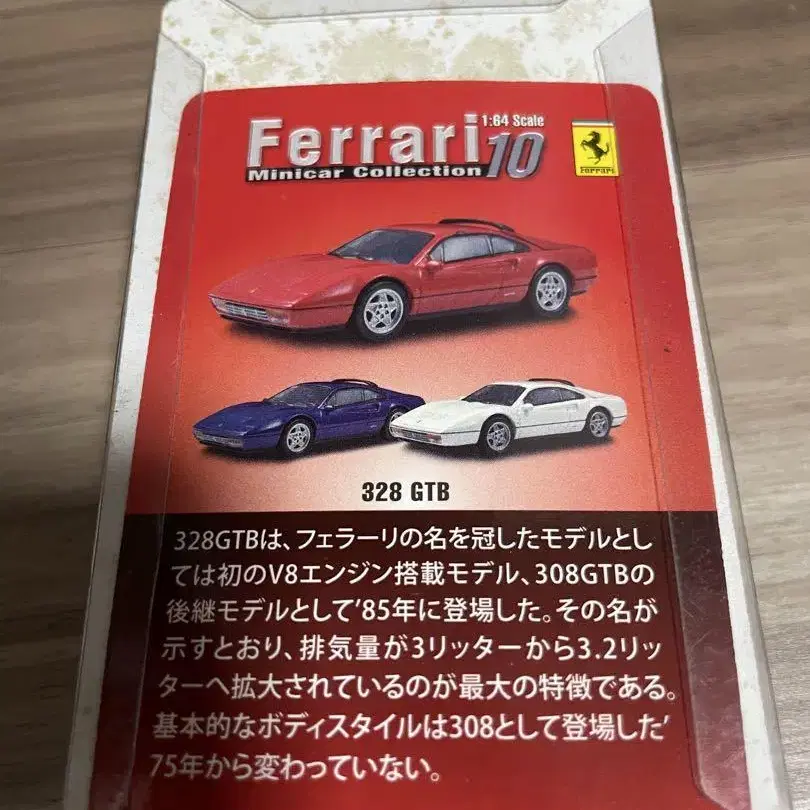 1:64 Scale
Ferrari 10
Minicar Collection
Ferrari
328 GTB
328GTBは、フェラーリの名を冠したモデルとし
ては初のV8エンジン搭載モデル、308GTBの
後継モデルとして'85年に登場した。その名が
示すとおり、排気量が3リッターから3.2リッ
ターへ拡大されているのが最大の特徴である。
基本的なボディスタイルは308として登場した'
75年から変わっていない。